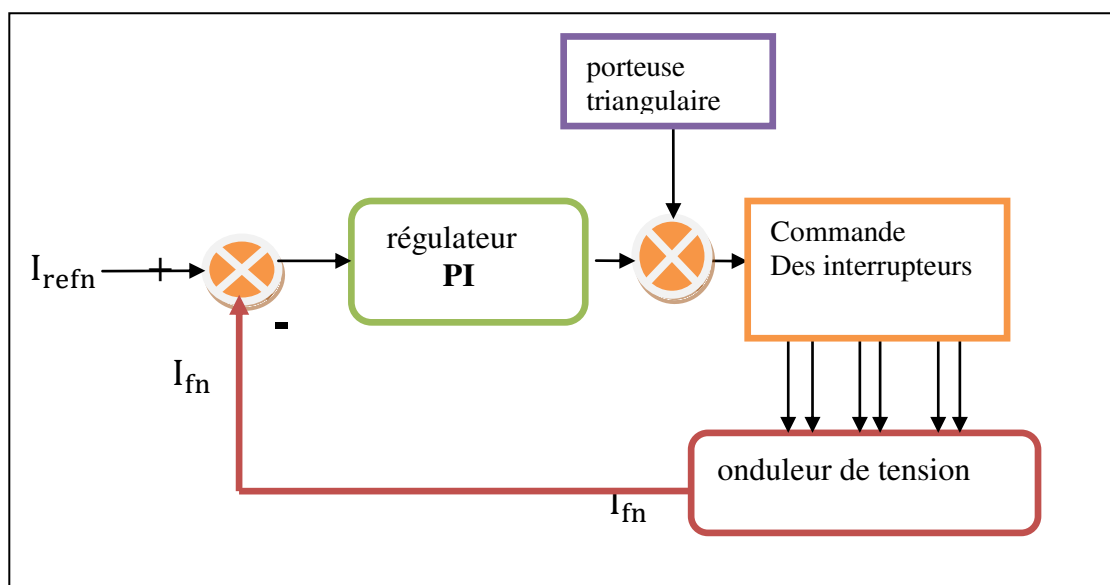 porteuse
triangulaire
régulateur
PI
Commande
Des interrupteurs
I_refn
+
-
I_fn
onduleur de tension
I_fn